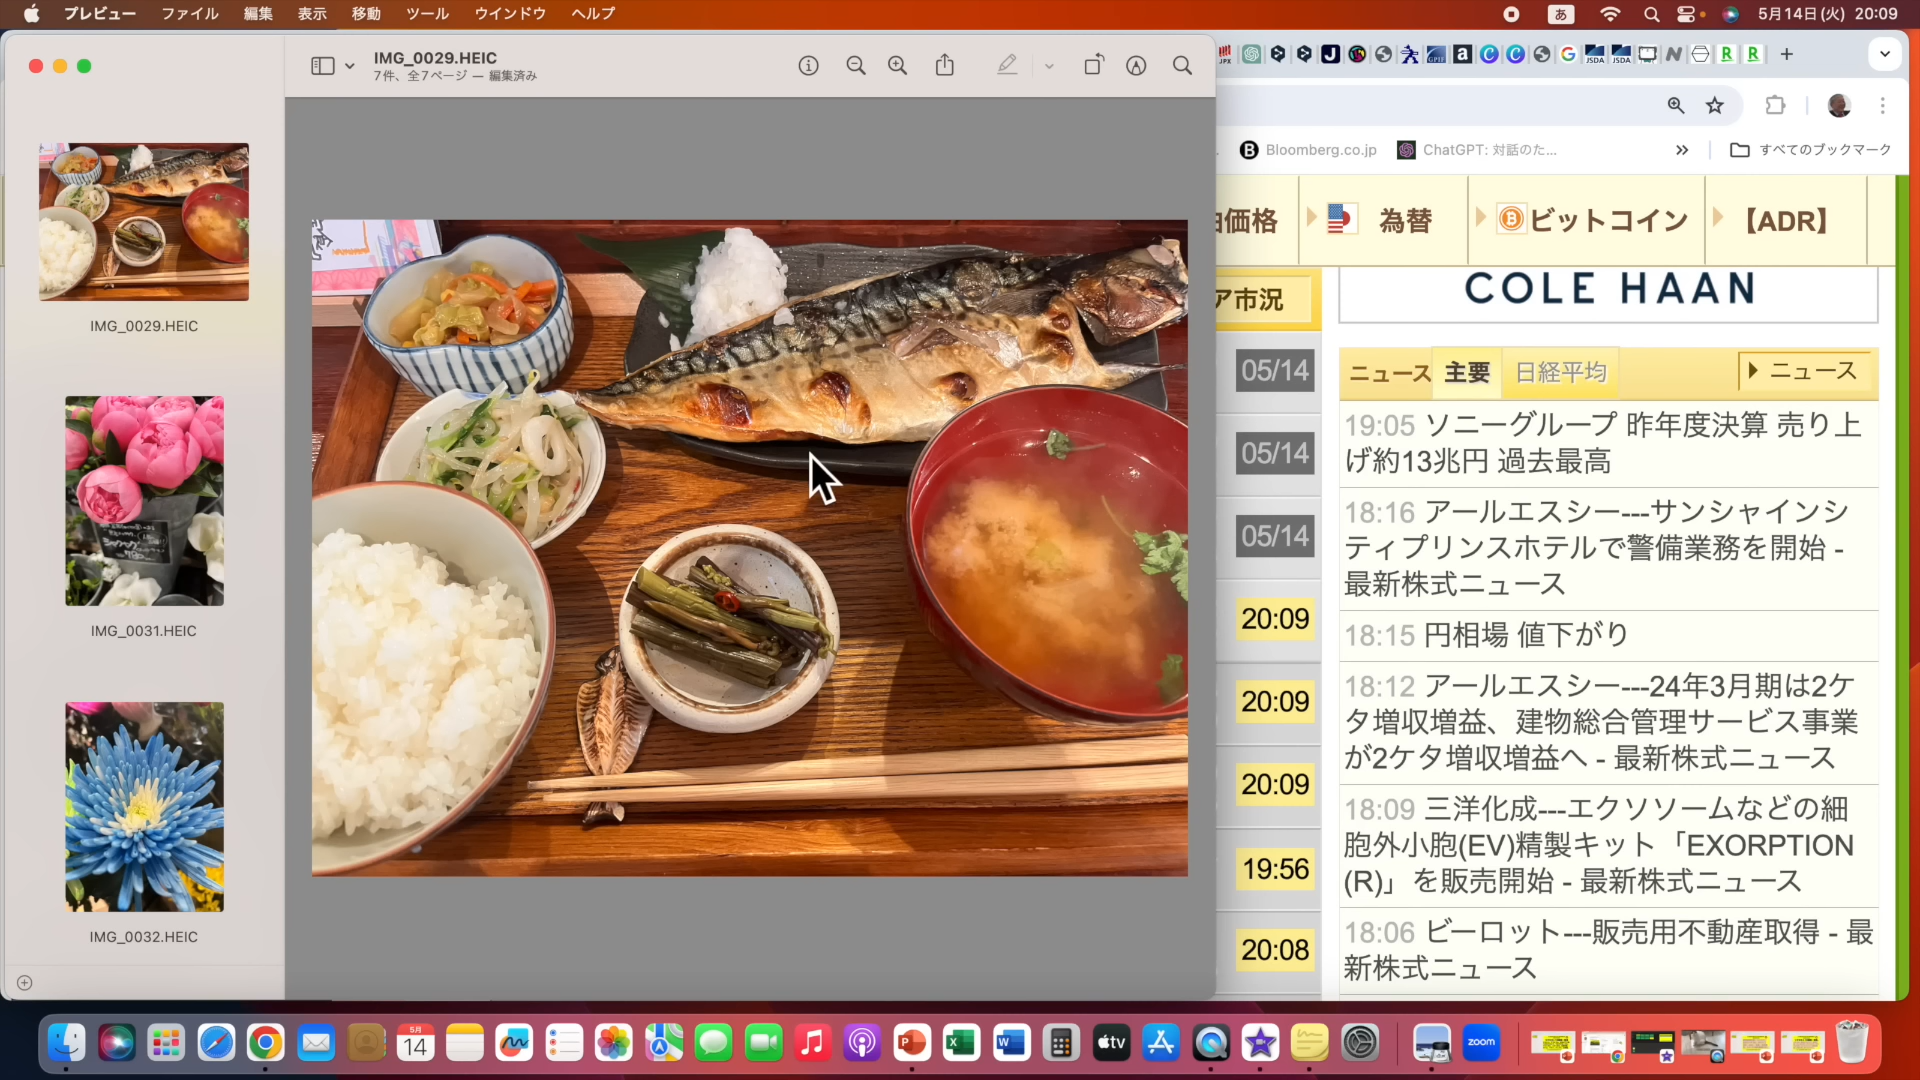 プレビュー ファイル 編集 表示 移動 ツール ウインドウ ヘルプ
あ
5月14日(火) 20:09
IMG_0029.HEIC
7件、全7ページ — 編集済み
IMG_0029.HEIC
IMG_0031.HEIC
IMG_0032.HEIC
Bloomberg.co.jp
ChatGPT: 対話のた...
すべてのブックマーク
価格
為替
ビットコイン
【ADR】
ア市況
COLE HAAN
05/14
05/14
05/14
20:09
20:09
20:09
19:56
20:08
ニュース 主要 日経平均 ニュース
19:05 ソニーグループ 昨年度決算 売り上
げ約13兆円 過去最高
18:16 アールエスシー---サンシャインシ
ティプリンスホテルで警備業務を開始 -
最新株式ニュース
18:15 円相場 値下がり
18:12 アールエスシー---24年3月期は2ケ
タ増収増益、建物総合管理サービス事業
が2ケタ増収増益へ - 最新株式ニュース
18:09 三洋化成---エクソソームなどの細
胞外小胞(EV)精製キット「EXORPTION
(R)」を販売開始 - 最新株式ニュース
18:06 ビーロット---販売用不動産取得 - 最
新株式ニュース
5月
14
tv
zoom